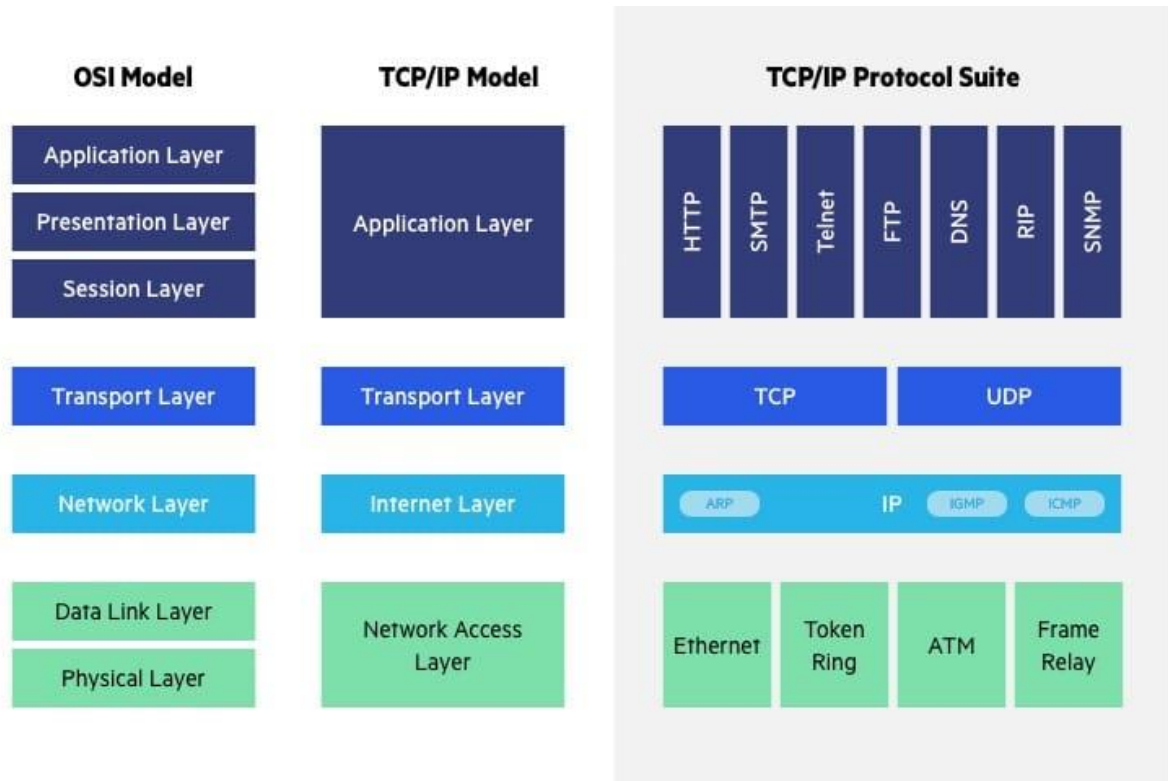 OSI Model
TCP/IP Model
TCP/IP Protocol Suite
Application Layer
Presentation Layer
Session Layer
Application Layer
HTTP
SMTP
Telnet
FTP
DNS
RIP
SNMP
Transport Layer
Transport Layer
TCP
UDP
Network Layer
Internet Layer
ARP
IP
IGMP
ICMP
Data Link Layer
Physical Layer
Network Access
Layer
Ethernet
Token
Ring
ATM
Frame
Relay